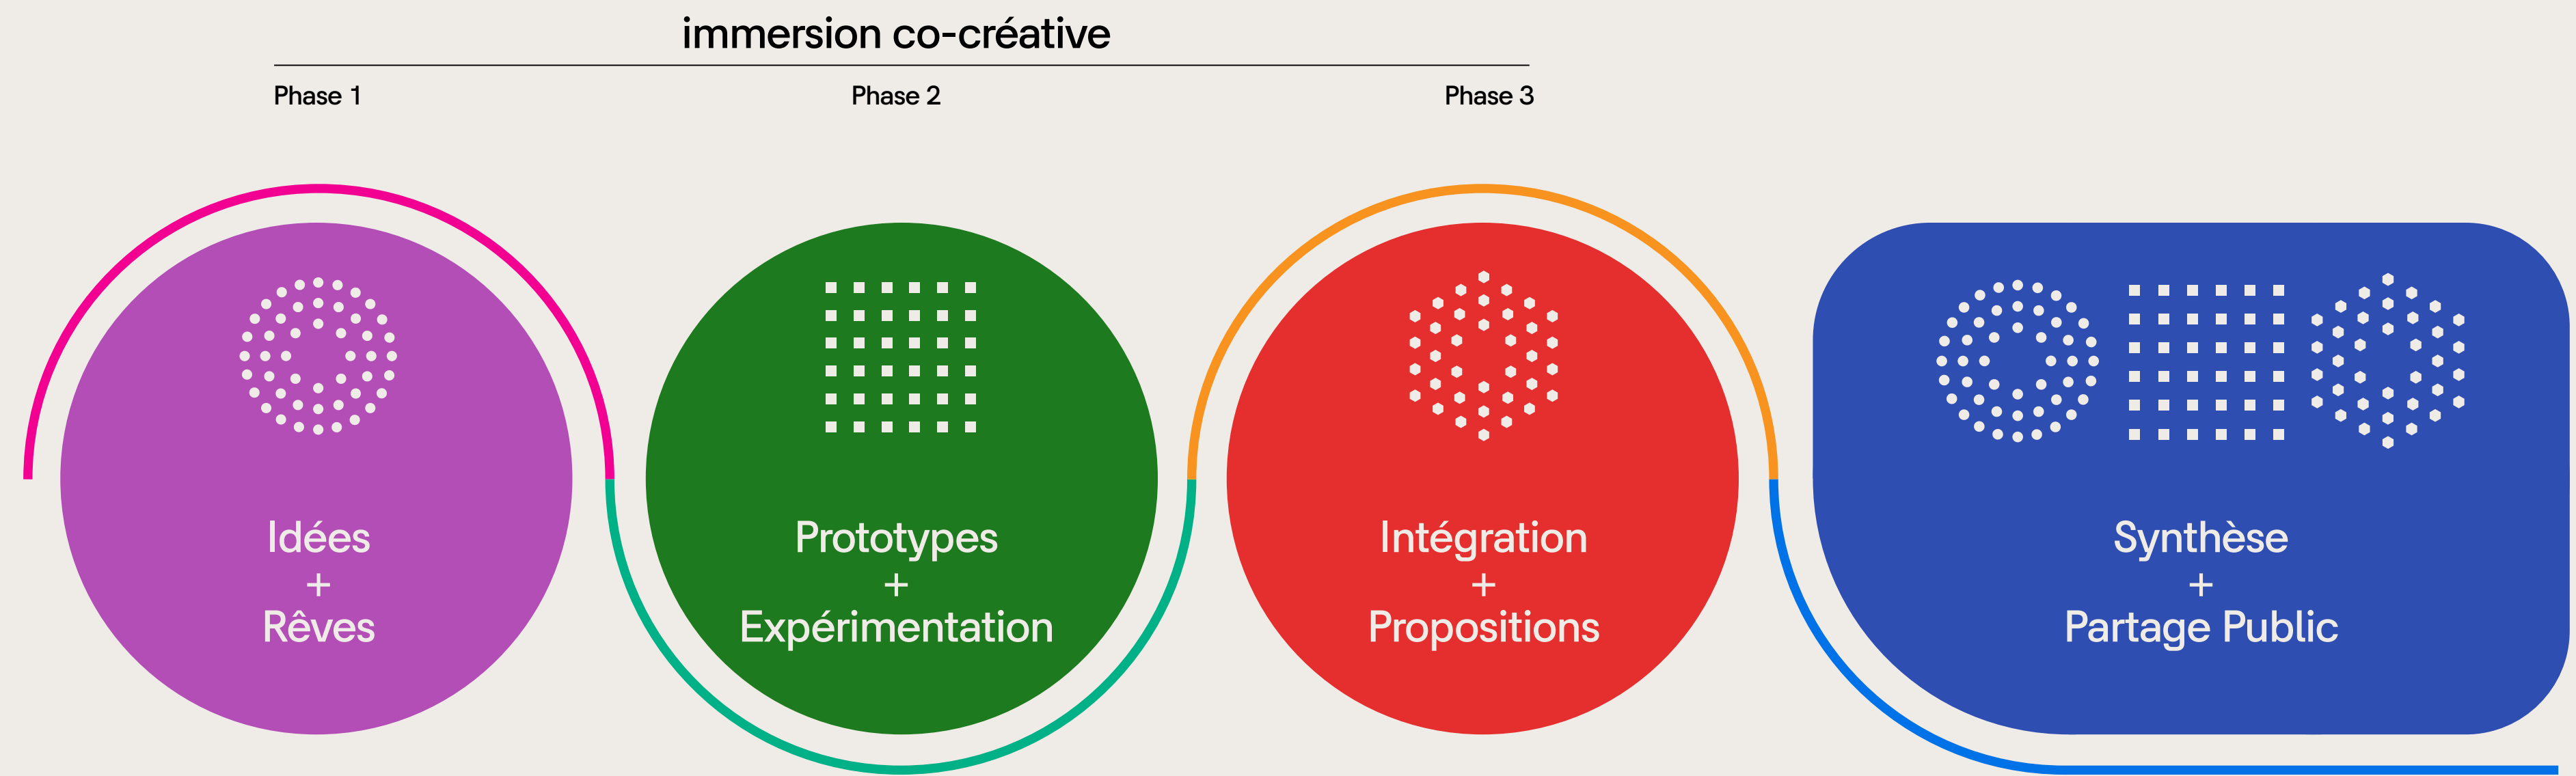 immersion co-créative
Phase 1
Phase 2
Phase 3
Idées
+
Rêves
Prototypes
+
Expérimentation
Intégration
+
Propositions
Synthèse
+
Partage Public